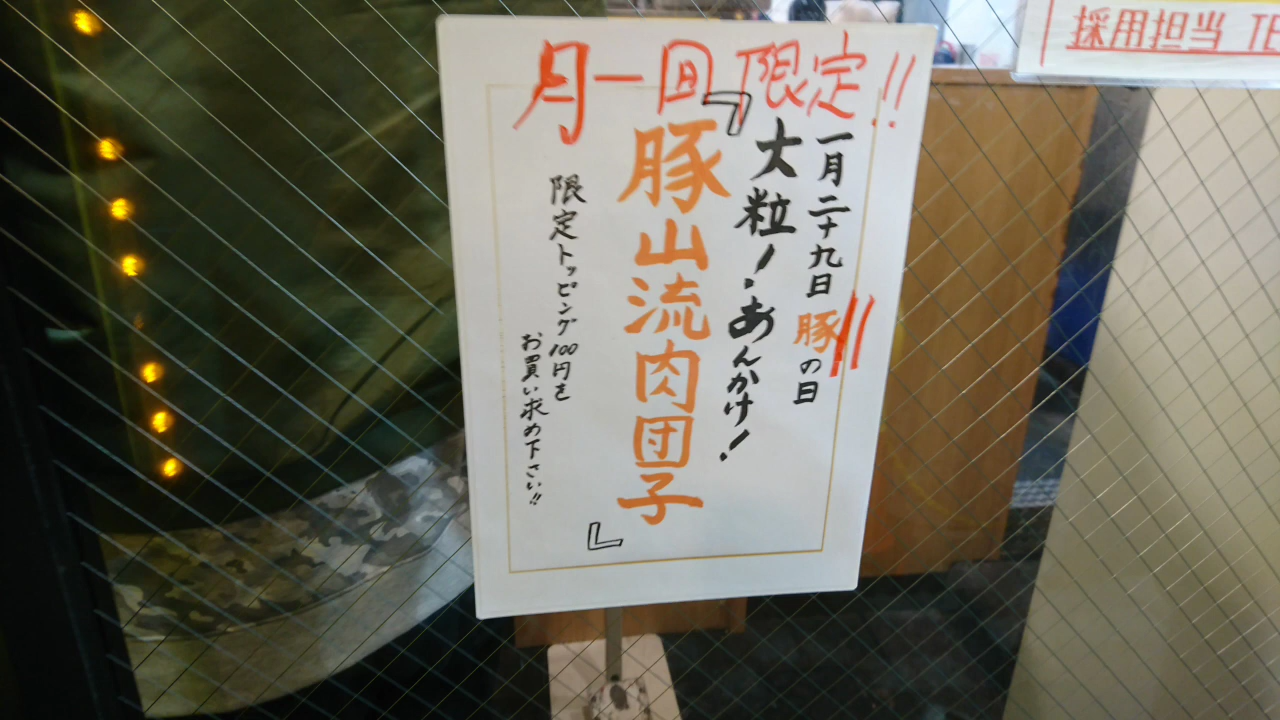 月一回限定!!
一月二十九日 豚の日!!
『大粒!あんかけ!
豚山流肉団子』
限定トッピング100円を
お買い求め下さい!!
採用担当 TE